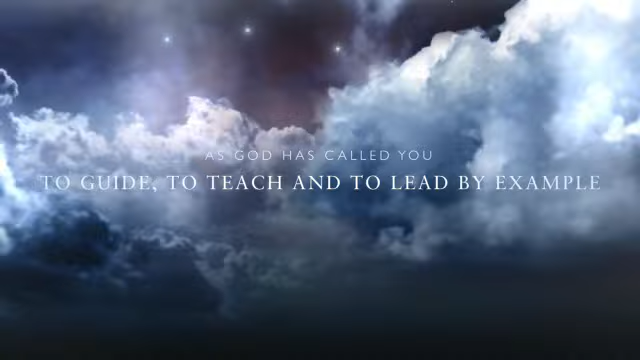 AS GOD HAS CALLED YOU
TO GUIDE, TO TEACH AND TO LEAD BY EXAMPLE